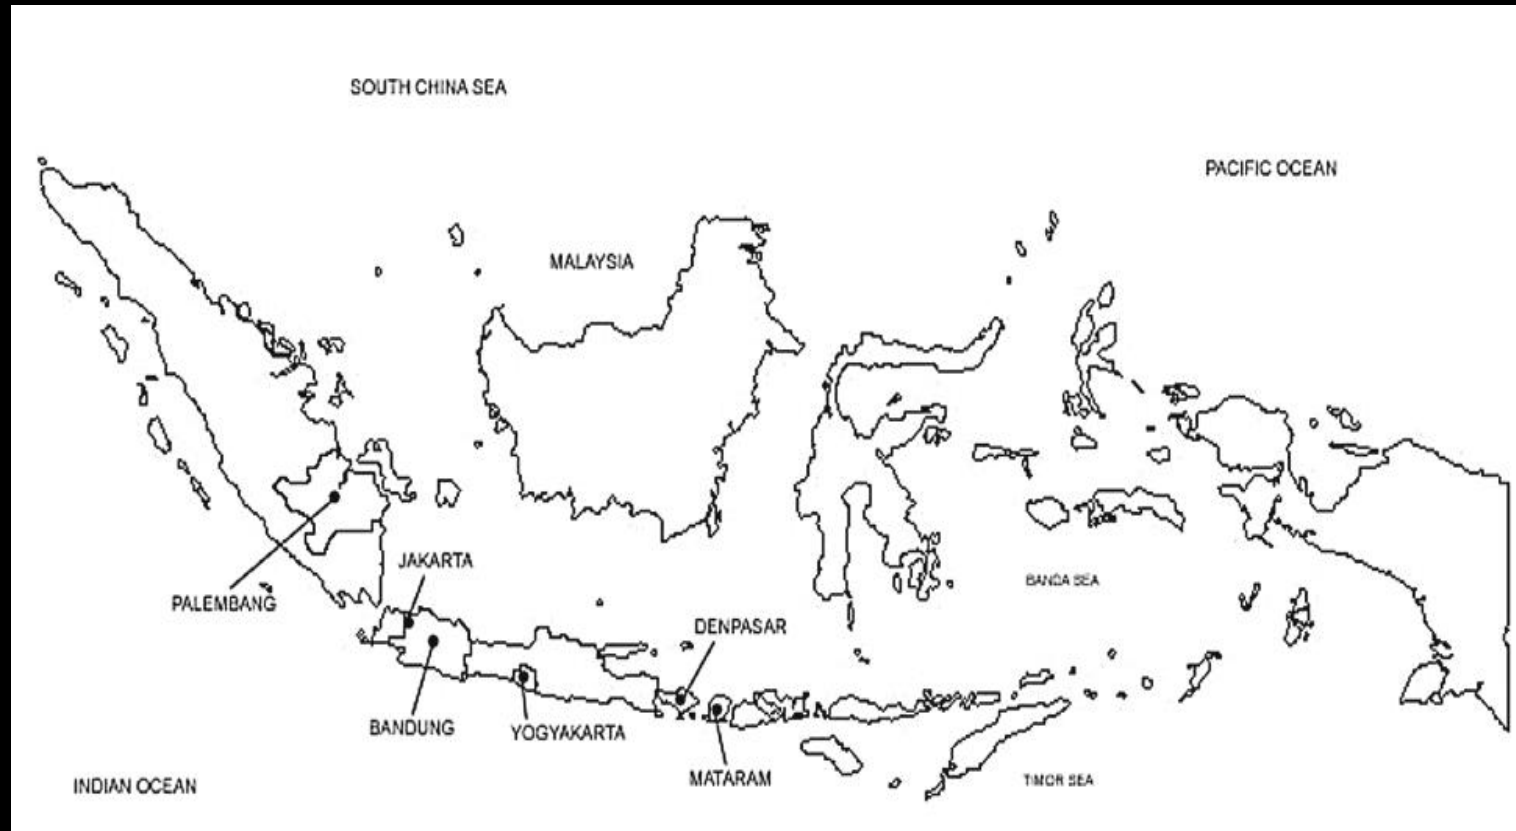 SOUTH CHINA SEA
PACIFIC OCEAN
MALAYSIA
JAKARTA
BANDA SEA
PALEMBANG
DENPASAR
BANDUNG
YOGYAKARTA
MATARAM
TIMOR SEA
INDIAN OCEAN